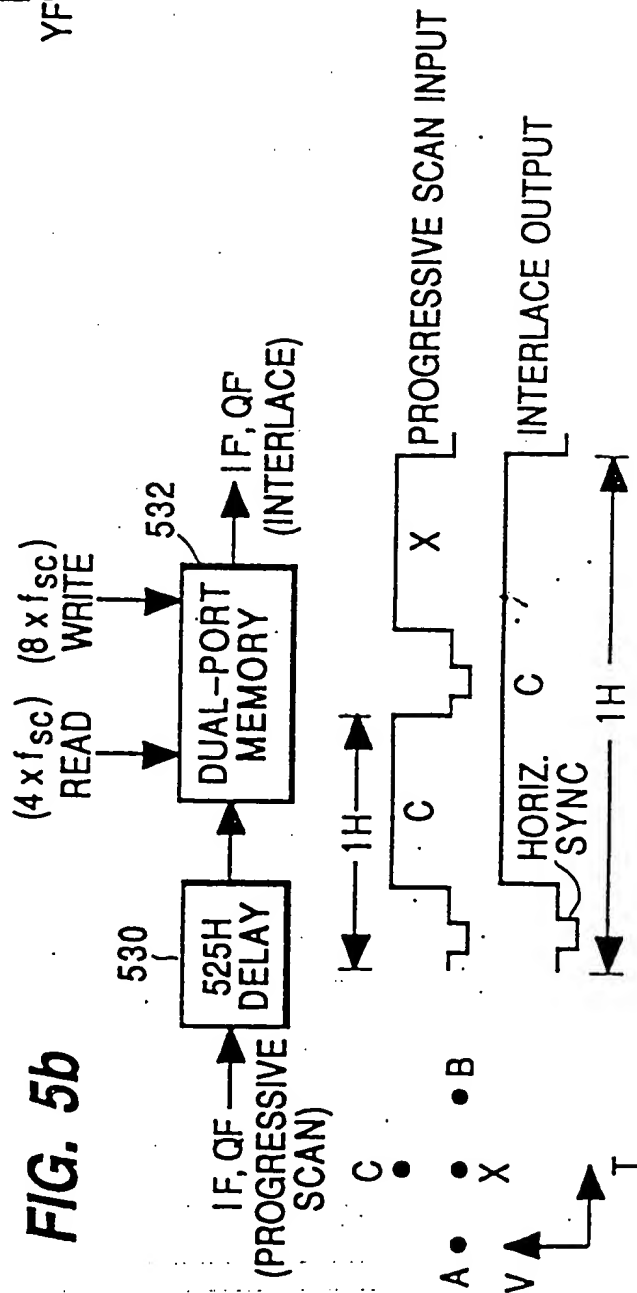 FIG. 5b
YF
(4 x fsc)
READ
(8 x fsc)
WRITE
530
532
IF, QF
(PROGRESSIVE
SCAN)
525H
DELAY
DUAL-PORT
MEMORY
IF, QF
(INTERLACE)
C
A
X
B
V
T
1H
C
X
PROGRESSIVE SCAN INPUT
HORIZ.
SYNC
C
INTERLACE OUTPUT
1H